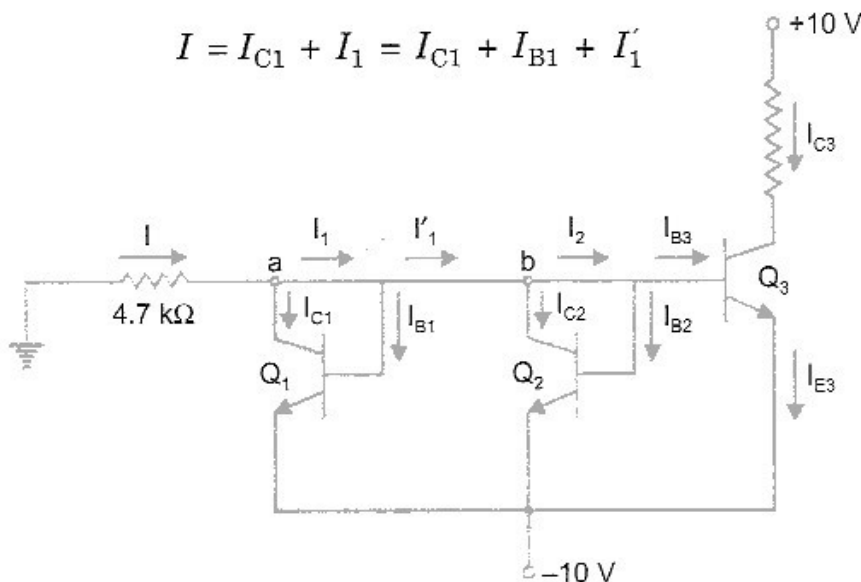 +10 V
I = I_C1 + I_1 = I_C1 + I_B1 + I'_1
I_C3
I I_1 I'_1 I_2 I_B3
a b
Q_3
4.7 kΩ I_C1 I_B1 I_C2 I_B2
Q_1 Q_2 I_E3
–10 V